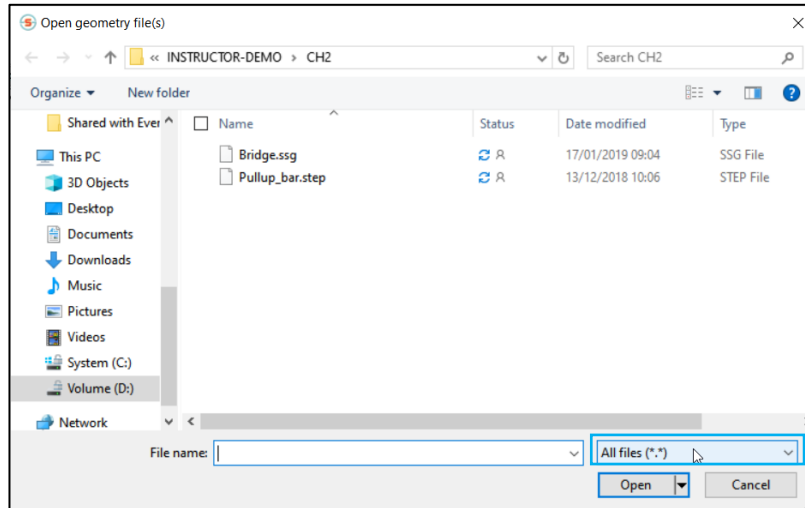 Open geometry file(s)
« INSTRUCTOR-DEMO > CH2
Search CH2
Organize
New folder
Name
Status
Date modified
Type
Bridge.ssg
17/01/2019 09:04
SSG File
Pullup_bar.step
13/12/2018 10:06
STEP File
Shared with Ever
This PC
3D Objects
Desktop
Documents
Downloads
Music
Pictures
Videos
System (C:)
Volume (D:)
Network
File name:
All files (*.*)
Open
Cancel